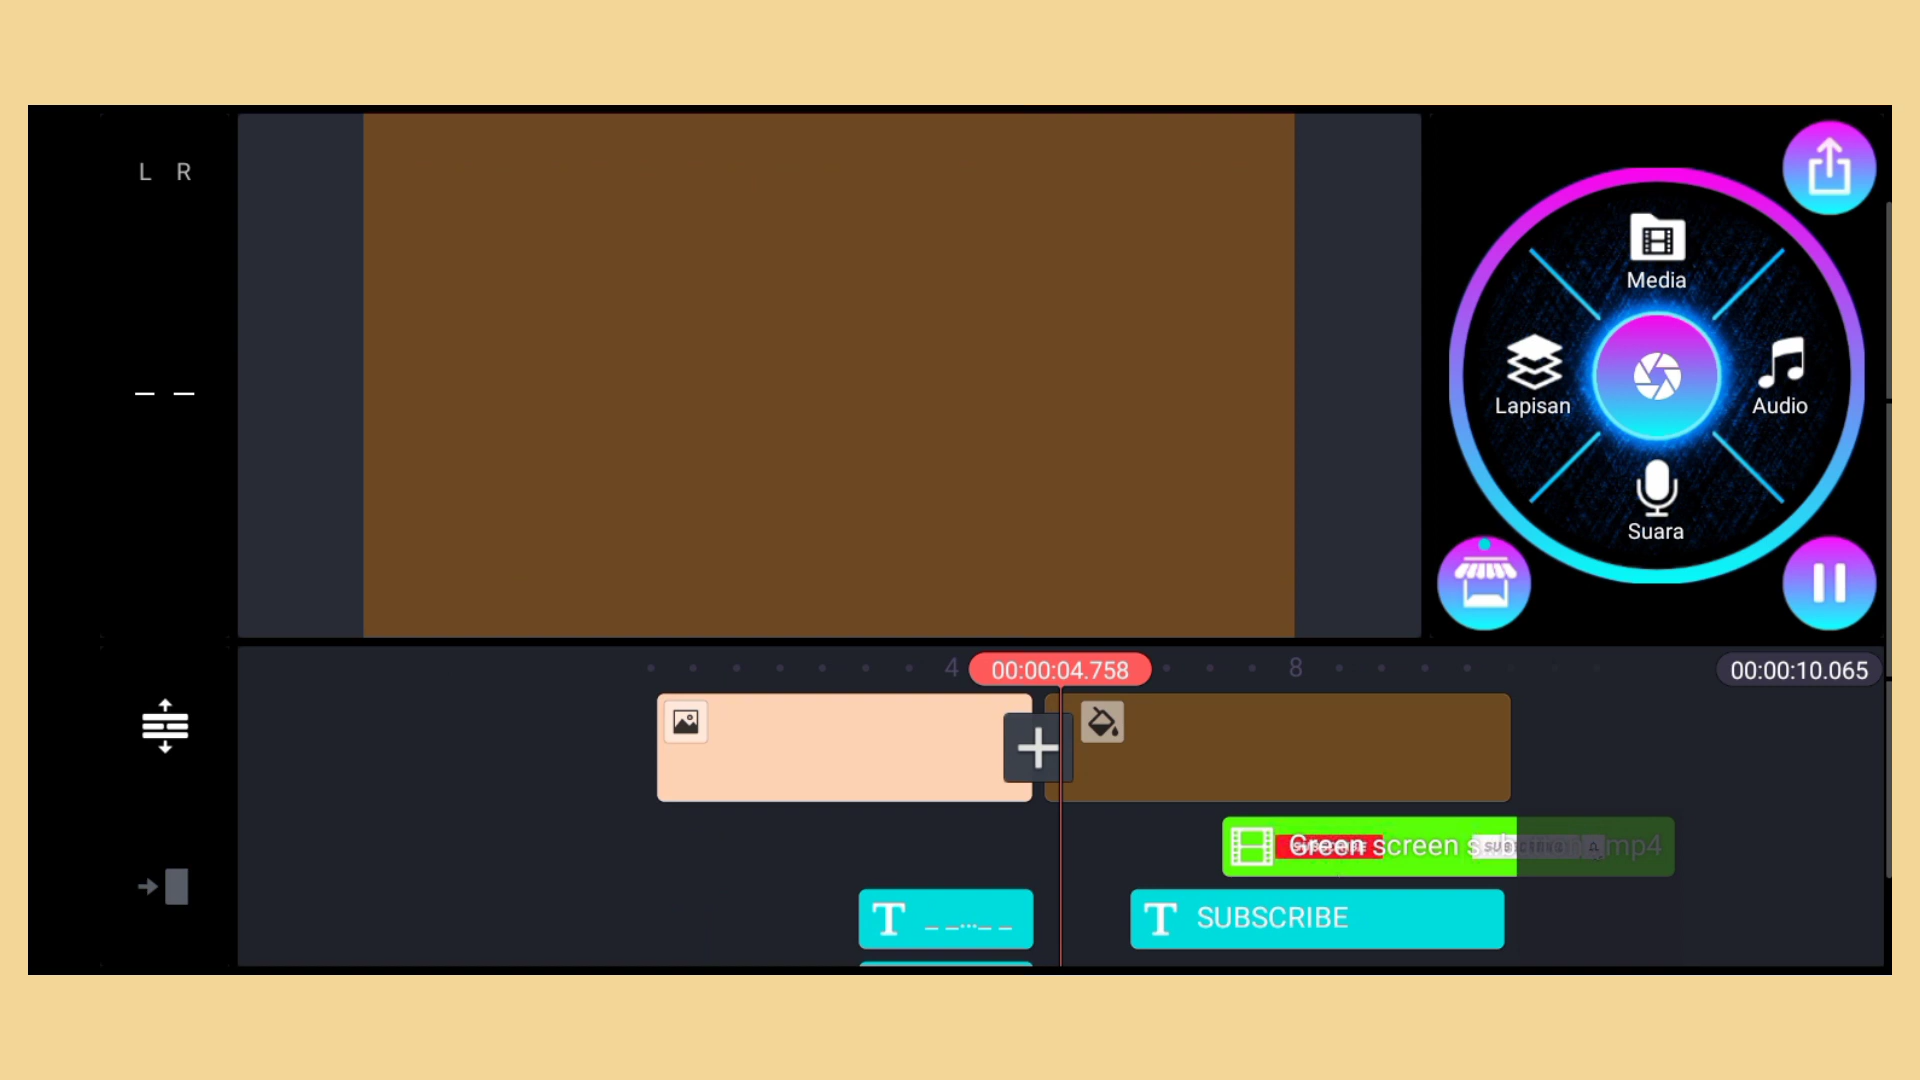 L R
Media
Lapisan
Audio
Suara
4
00:00:04.758
8
00:00:10.065
Green screen
mp4
T _ _..._ _
T SUBSCRIBE